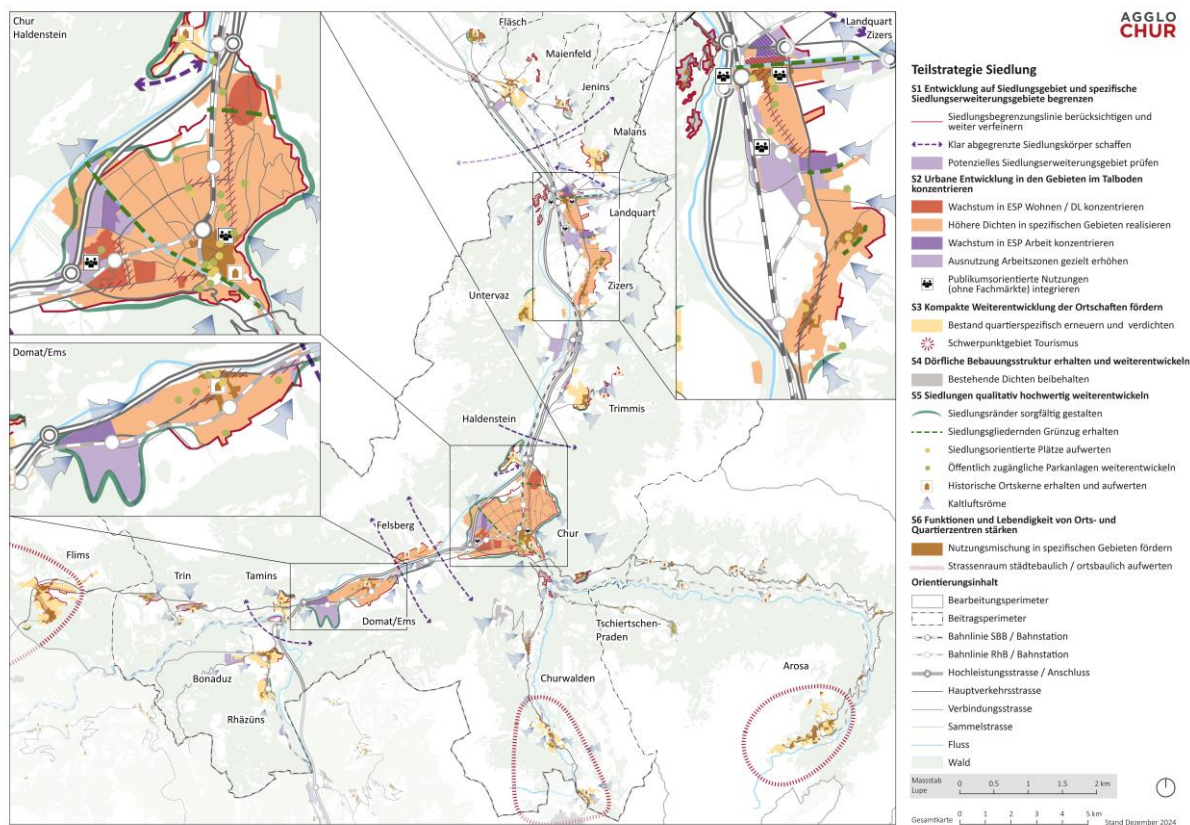 Chur
Haldenstein
Domat/Ems
Fläsch
Maienfeld
Jenins
Malans
Landquart
Zizers
Untervaz
Trimmis
Haldenstein
Felsberg
Chur
Flims
Trin
Tamins
Domat/Ems
Bonaduz
Rhäzüns
Tschiertschen-
Praden
Churwalden
Arosa
Landquart
Zizers
AGGLO
CHUR
Teilstrategie Siedlung
S1 Entwicklung auf Siedlungsgebiet und spezifische
Siedlungserweiterungsgebiete begrenzen
Siedlungsbegrenzungslinie berücksichtigen und
weiter verfeinern
Klar abgegrenzte Siedlungskörper schaffen
Potenzielles Siedlungserweiterungsgebiet prüfen
S2 Urbane Entwicklung in den Gebieten im Talboden
konzentrieren
Wachstum in ESP Wohnen / DL konzentrieren
Höhere Dichten in spezifischen Gebieten realisieren
Wachstum in ESP Arbeit konzentrieren
Ausnutzung Arbeitszonen gezielt erhöhen
Publikumsorientierte Nutzungen
(ohne Fachmärkte) integrieren
S3 Kompakte Weiterentwicklung der Ortschaften fördern
Bestand quartierspezifisch erneuern und verdichten
Schwerpunktgebiet Tourismus
S4 Dörfliche Bebauungsstruktur erhalten und weiterentwickeln
Bestehende Dichten beibehalten
S5 Siedlungen qualitativ hochwertig weiterentwickeln
Siedlungsränder sorgfältig gestalten
Siedlungsgliedernden Grünzug erhalten
Siedlungsorientierte Plätze aufwerten
Öffentlich zugängliche Parkanlagen weiterentwickeln
Historische Ortskerne erhalten und aufwerten
Kaltluftsröme
S6 Funktionen und Lebendigkeit von Orts- und
Quartierzentren stärken
Nutzungsmischung in spezifischen Gebieten fördern
Strassenraum städtebaulich / ortsbaulich aufwerten
Orientierungsinhalt
Bearbeitungsperimeter
Beitragsperimeter
Bahnlinie SBB / Bahnstation
Bahnlinie RhB / Bahnstation
Hochleistungsstrasse / Anschluss
Hauptverkehrsstrasse
Verbindungsstrasse
Sammelstrasse
Fluss
Wald
Massstab
Lupe
0 0.5 1 1.5 2 km
Gesamtkarte 0 1 2 3 4 5 km
Stand Dezember 2024